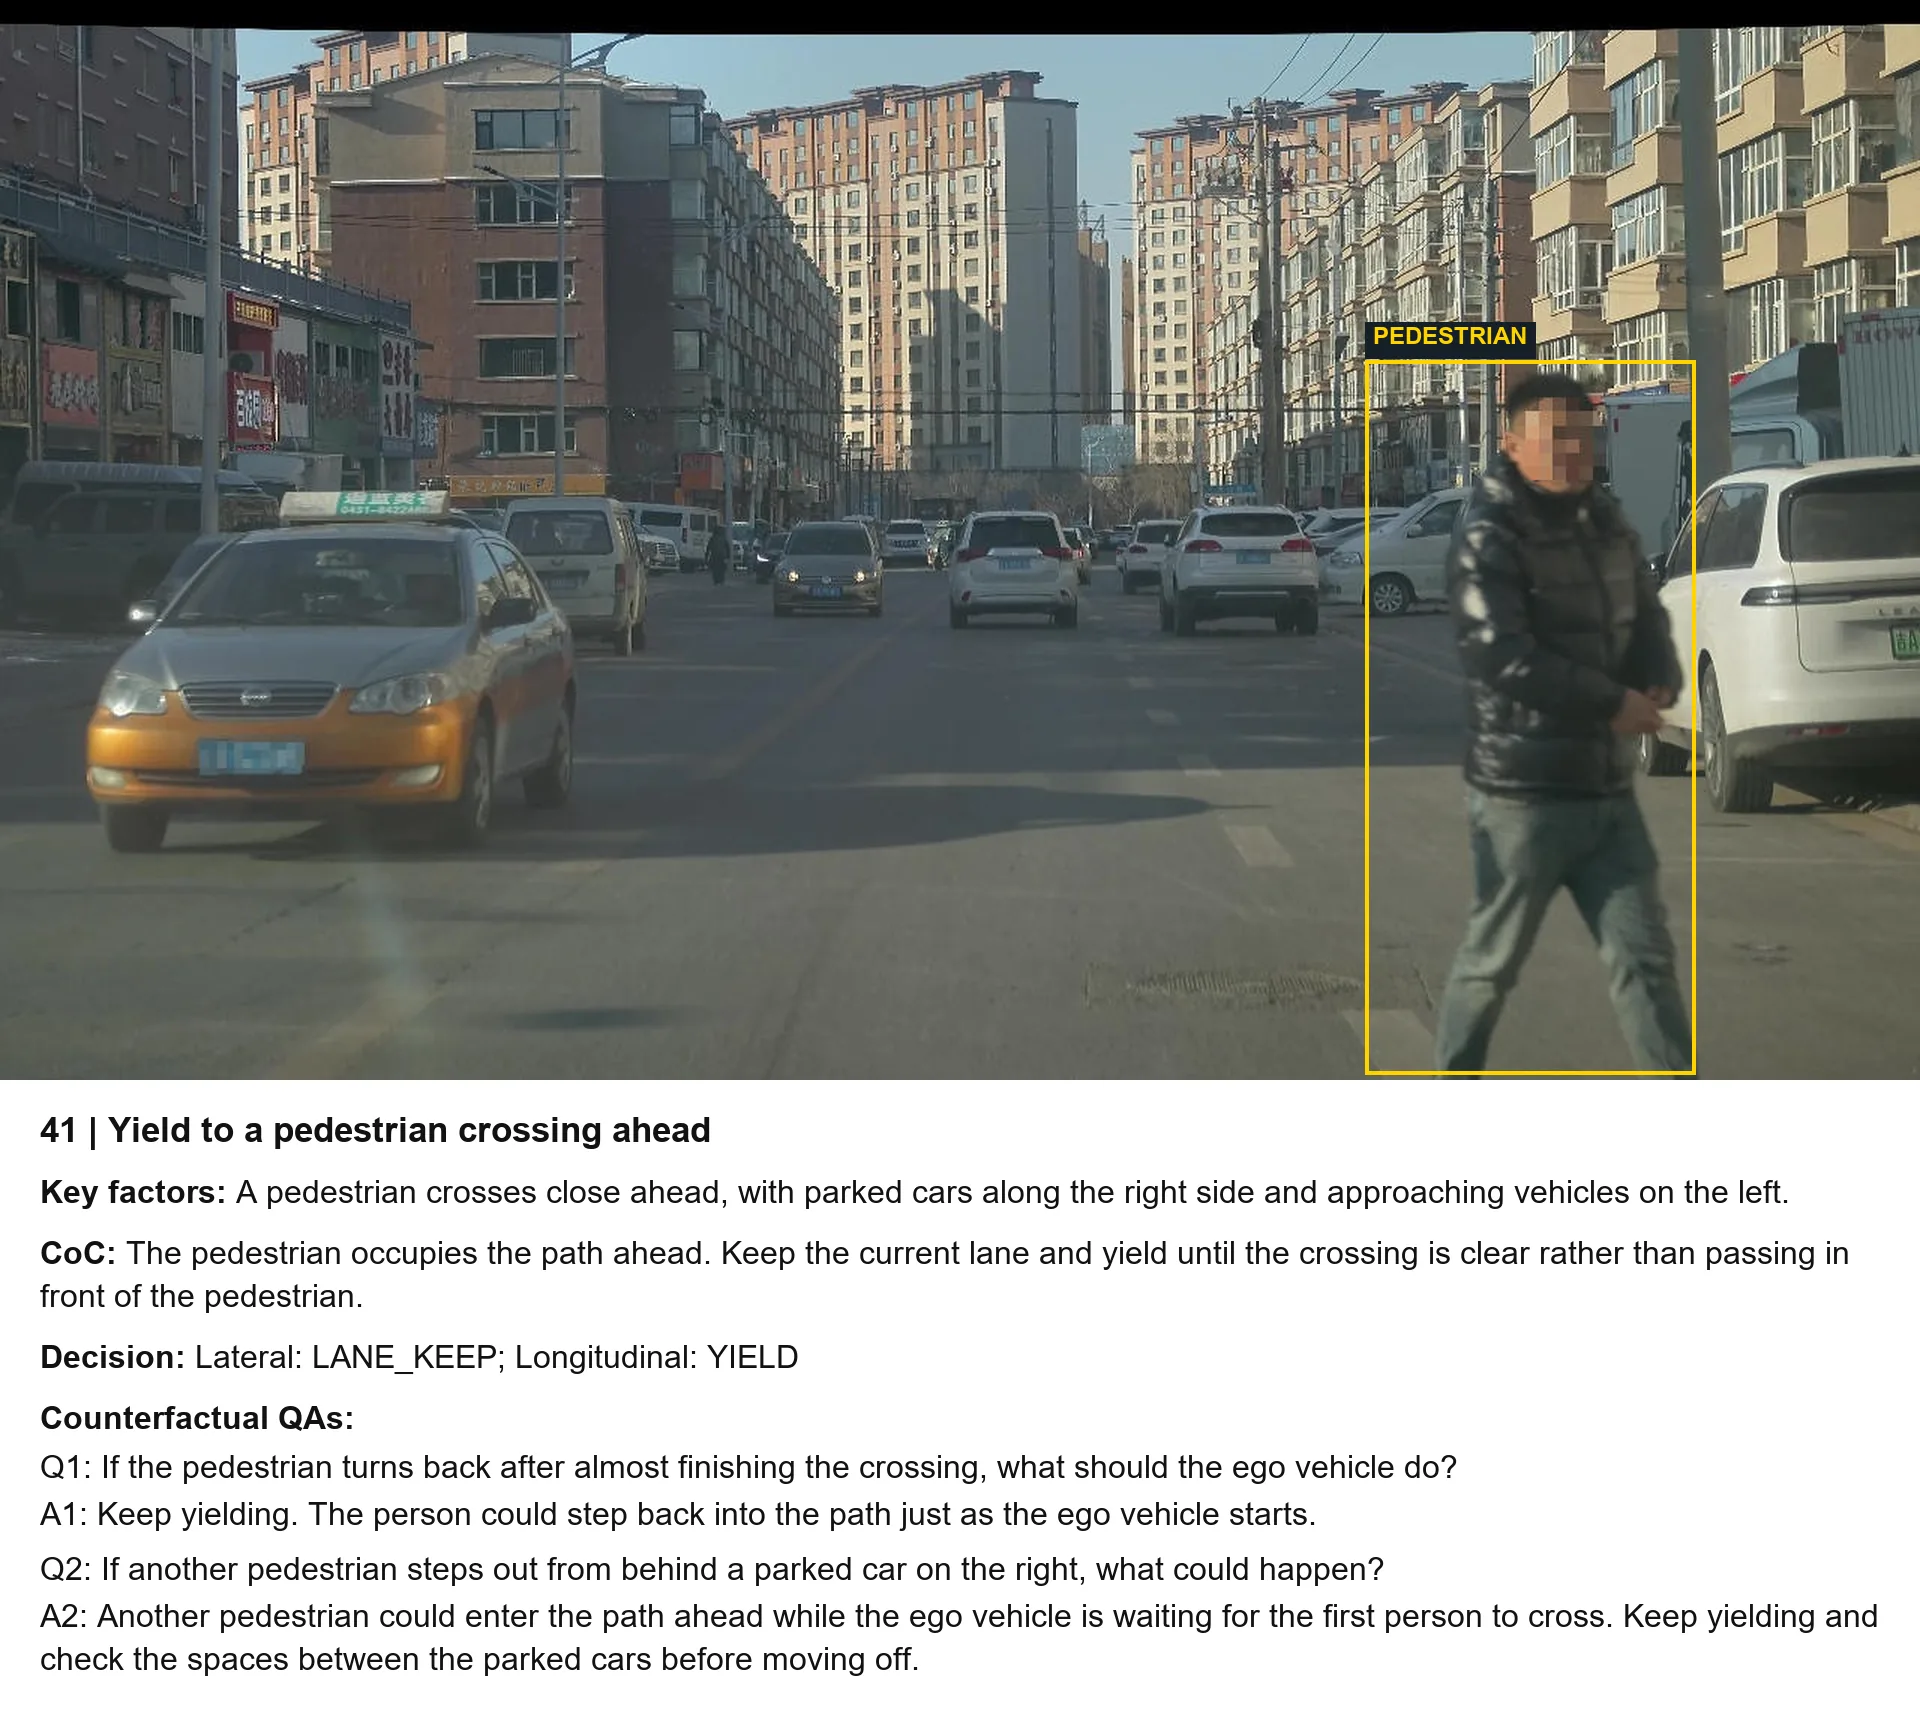 PEDESTRIAN
41 | Yield to a pedestrian crossing ahead
Key factors: A pedestrian crosses close ahead, with parked cars along the right side and approaching vehicles on the left.
CoC: The pedestrian occupies the path ahead. Keep the current lane and yield until the crossing is clear rather than passing in
front of the pedestrian.
Decision: Lateral: LANE_KEEP; Longitudinal: YIELD
Counterfactual QAs:
Q1: If the pedestrian turns back after almost finishing the crossing, what should the ego vehicle do?
A1: Keep yielding. The person could step back into the path just as the ego vehicle starts.
Q2: If another pedestrian steps out from behind a parked car on the right, what could happen?
A2: Another pedestrian could enter the path ahead while the ego vehicle is waiting for the first person to cross. Keep yielding and
check the spaces between the parked cars before moving off.